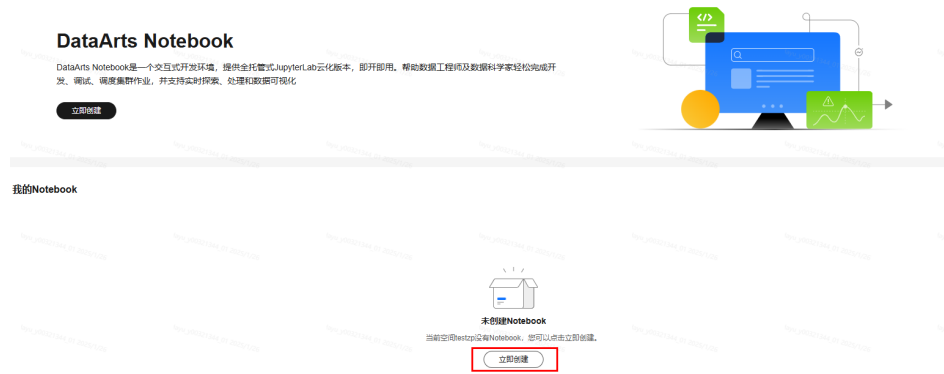 DataArts Notebook
DataArts Notebook是一个交互式开发环境，提供全托管式JupyterLab云化版本，即开即用。帮助数据工程师及数据科学家轻松完成开
发、调试、调度集群作业，并支持实时探索、处理和数据可视化
立即创建
我的Notebook
未创建Notebook
当前空间testzp没有Notebook，您可以点击立即创建。
立即创建